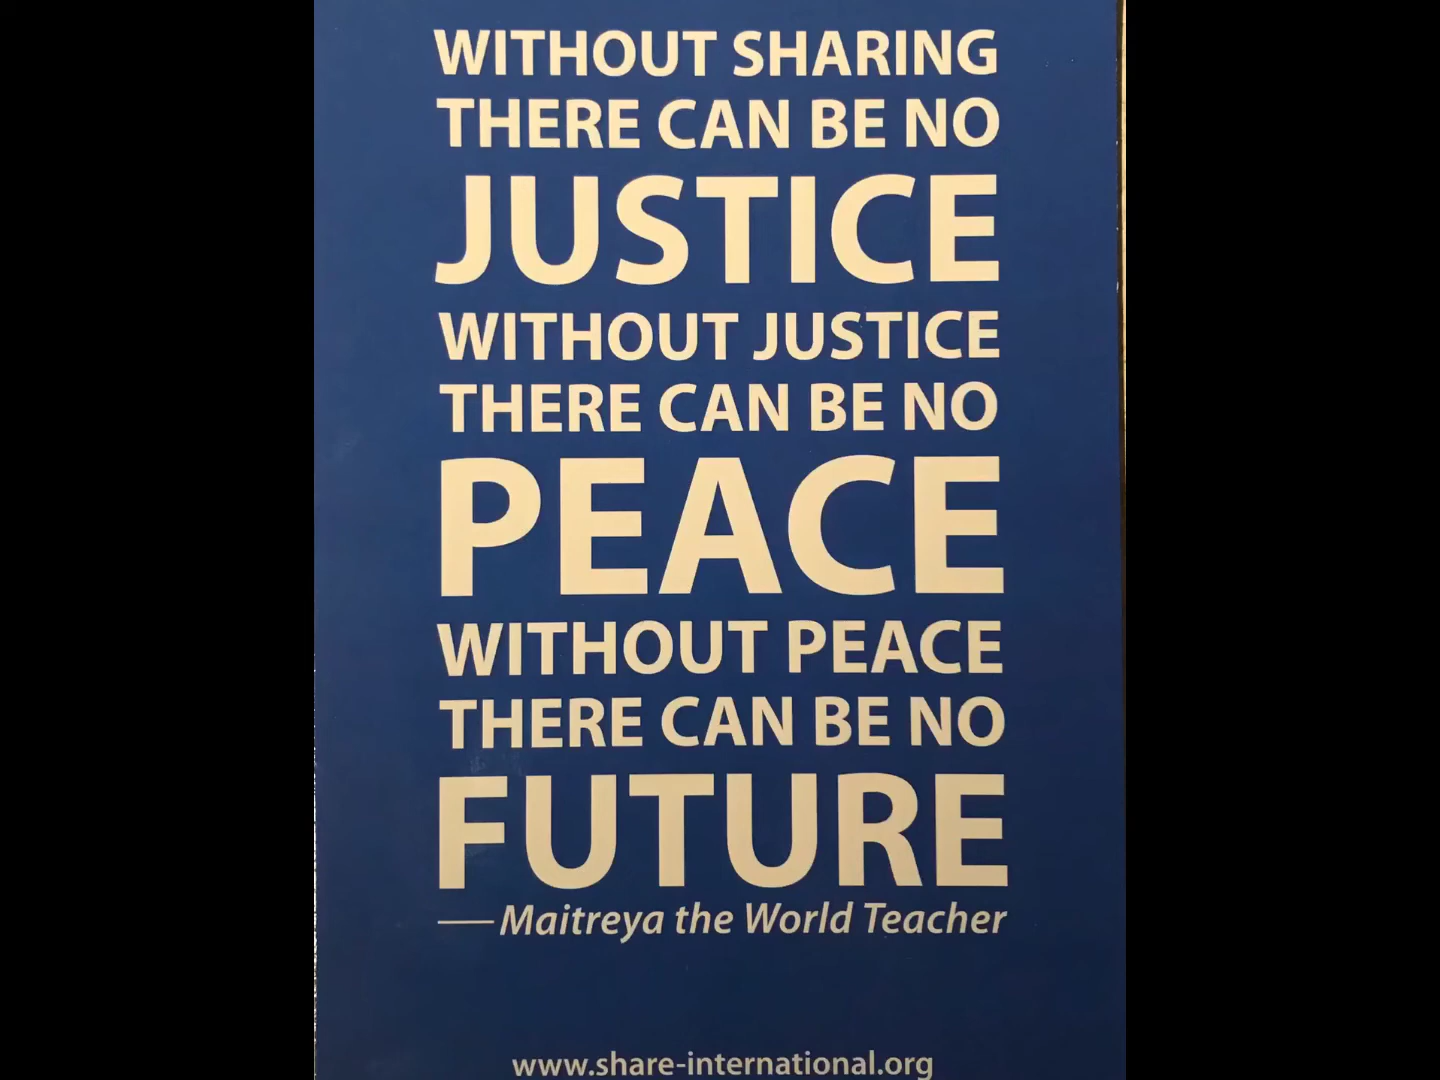 WITHOUT SHARING
THERE CAN BE NO
JUSTICE
WITHOUT JUSTICE
THERE CAN BE NO
PEACE
WITHOUT PEACE
THERE CAN BE NO
FUTURE
—Maitreya the World Teacher
www.share-international.org